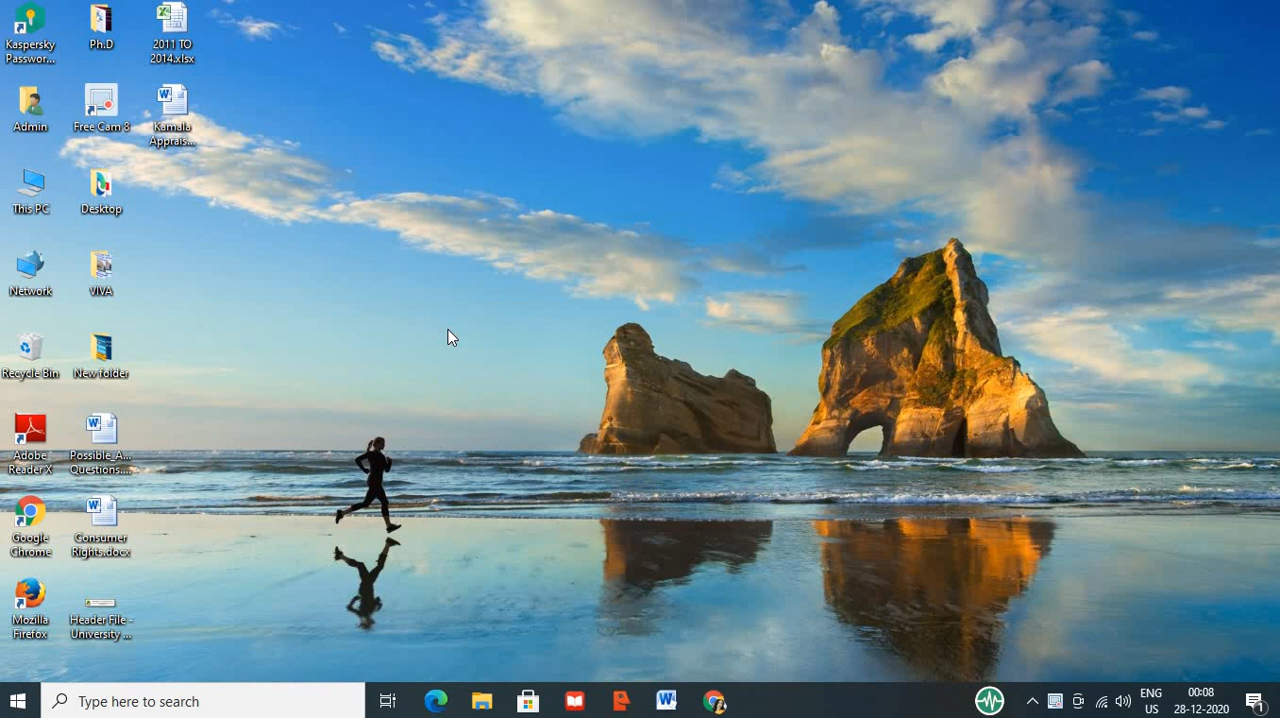 Kaspersky
Passwor...
Ph.D
2011 TO
2014.xlsx
Admin
Free Cam 8
Kamala
Apprais...
This PC
Desktop
Network
VIVA
Recycle Bin
New folder
Adobe
Reader X
Possible_A...
Questions....
Google
Chrome
Consumer
Rights.docx
Mozilla
Firefox
Header File -
University ...
Type here to search
ENG
US
00:08
28-12-2020
1